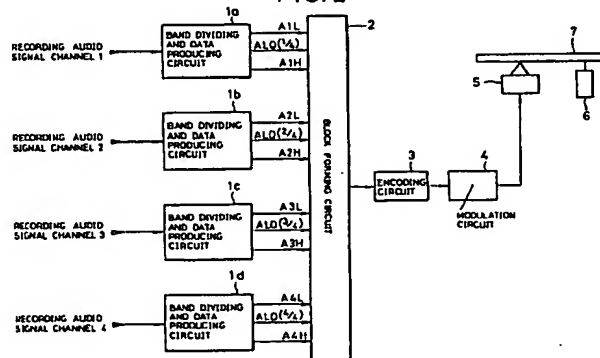 1a
BAND DIVIDING
AND DATA
PRODUCING
CIRCUIT
RECORDING AUDIO
SIGNAL CHANNEL 1
A1L
ALO(1/4)
A1H
2
7
5
6
1b
BAND DIVIDING
AND DATA
PRODUCING
CIRCUIT
RECORDING AUDIO
SIGNAL CHANNEL 2
A2L
ALO(2/4)
A2H
BLOCK FORMING CIRCUIT
3
ENCODING
CIRCUIT
4
MODULATION
CIRCUIT
1c
BAND DIVIDING
AND DATA
PRODUCING
CIRCUIT
RECORDING AUDIO
SIGNAL CHANNEL 3
A3L
ALO(3/4)
A3H
1d
BAND DIVIDING
AND DATA
PRODUCING
CIRCUIT
RECORDING AUDIO
SIGNAL CHANNEL 4
A4L
ALO(4/4)
A4H